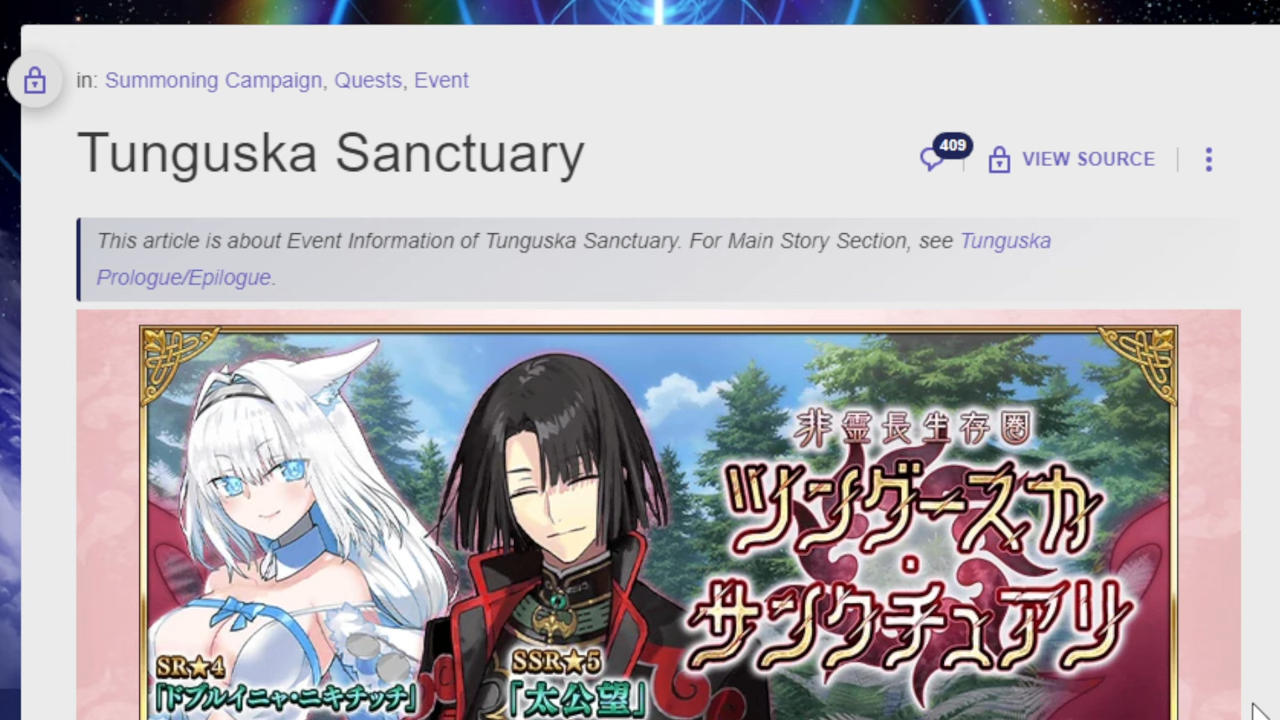 in: Summoning Campaign, Quests, Event
Tunguska Sanctuary
409
VIEW SOURCE
This article is about Event Information of Tunguska Sanctuary. For Main Story Section, see Tunguska
Prologue/Epilogue.
非霊長生存圏
ツングースカ
・
サンクチュアリ
SR★4
「ドブルイニャ・ニキチッチ」
SSR★5
「太公望」